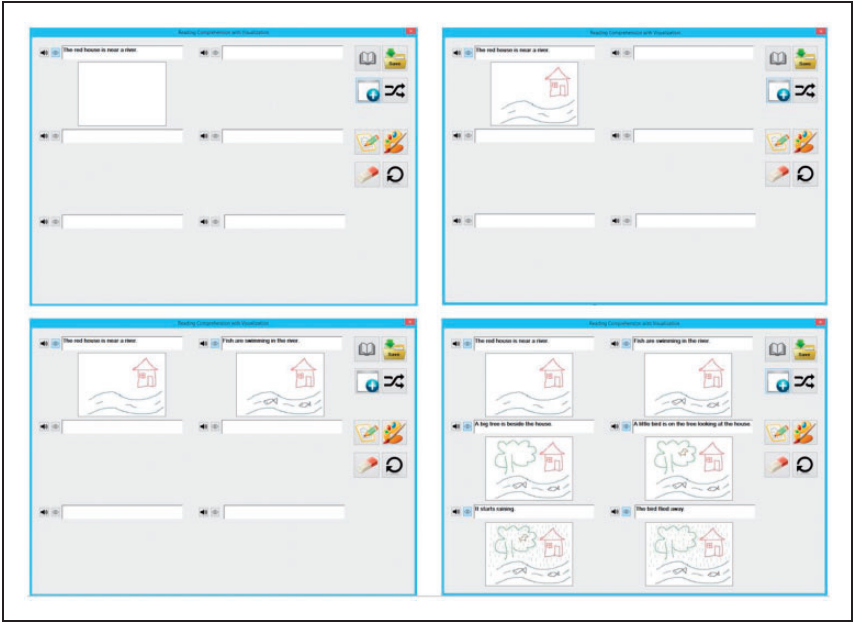 Reading Comprehension with Visualization
The red house is near a river.
Save
Reading Comprehension with Visualization
The red house is near a river.
Save
Reading Comprehension with Visualization
The red house is near a river.
Fish are swimming in the river.
Save
Reading Comprehension with Visualization
The red house is near a river.
Fish are swimming in the river.
Save
A big tree is beside the house.
A little bird is on the tree looking at the house.
It starts raining.
The bird flied away.